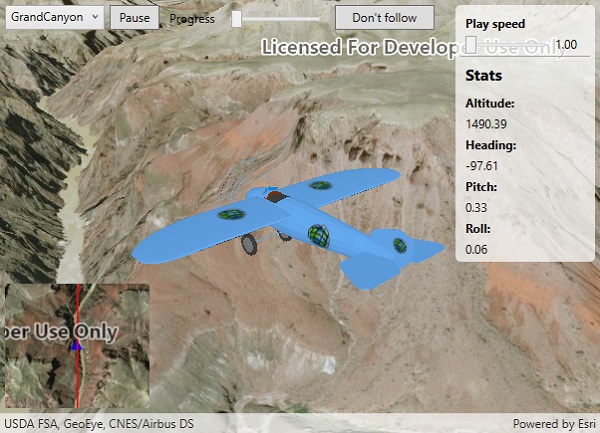 GrandCanyon
Pause
Progress
Don't follow
Licensed For Developer Use Only
Play speed
1.00
Stats
Altitude:
1490.39
Heading:
-97.61
Pitch:
0.33
Roll:
0.06
per Use Only
USDA FSA, GeoEye, CNES/Airbus DS
Powered by Esri